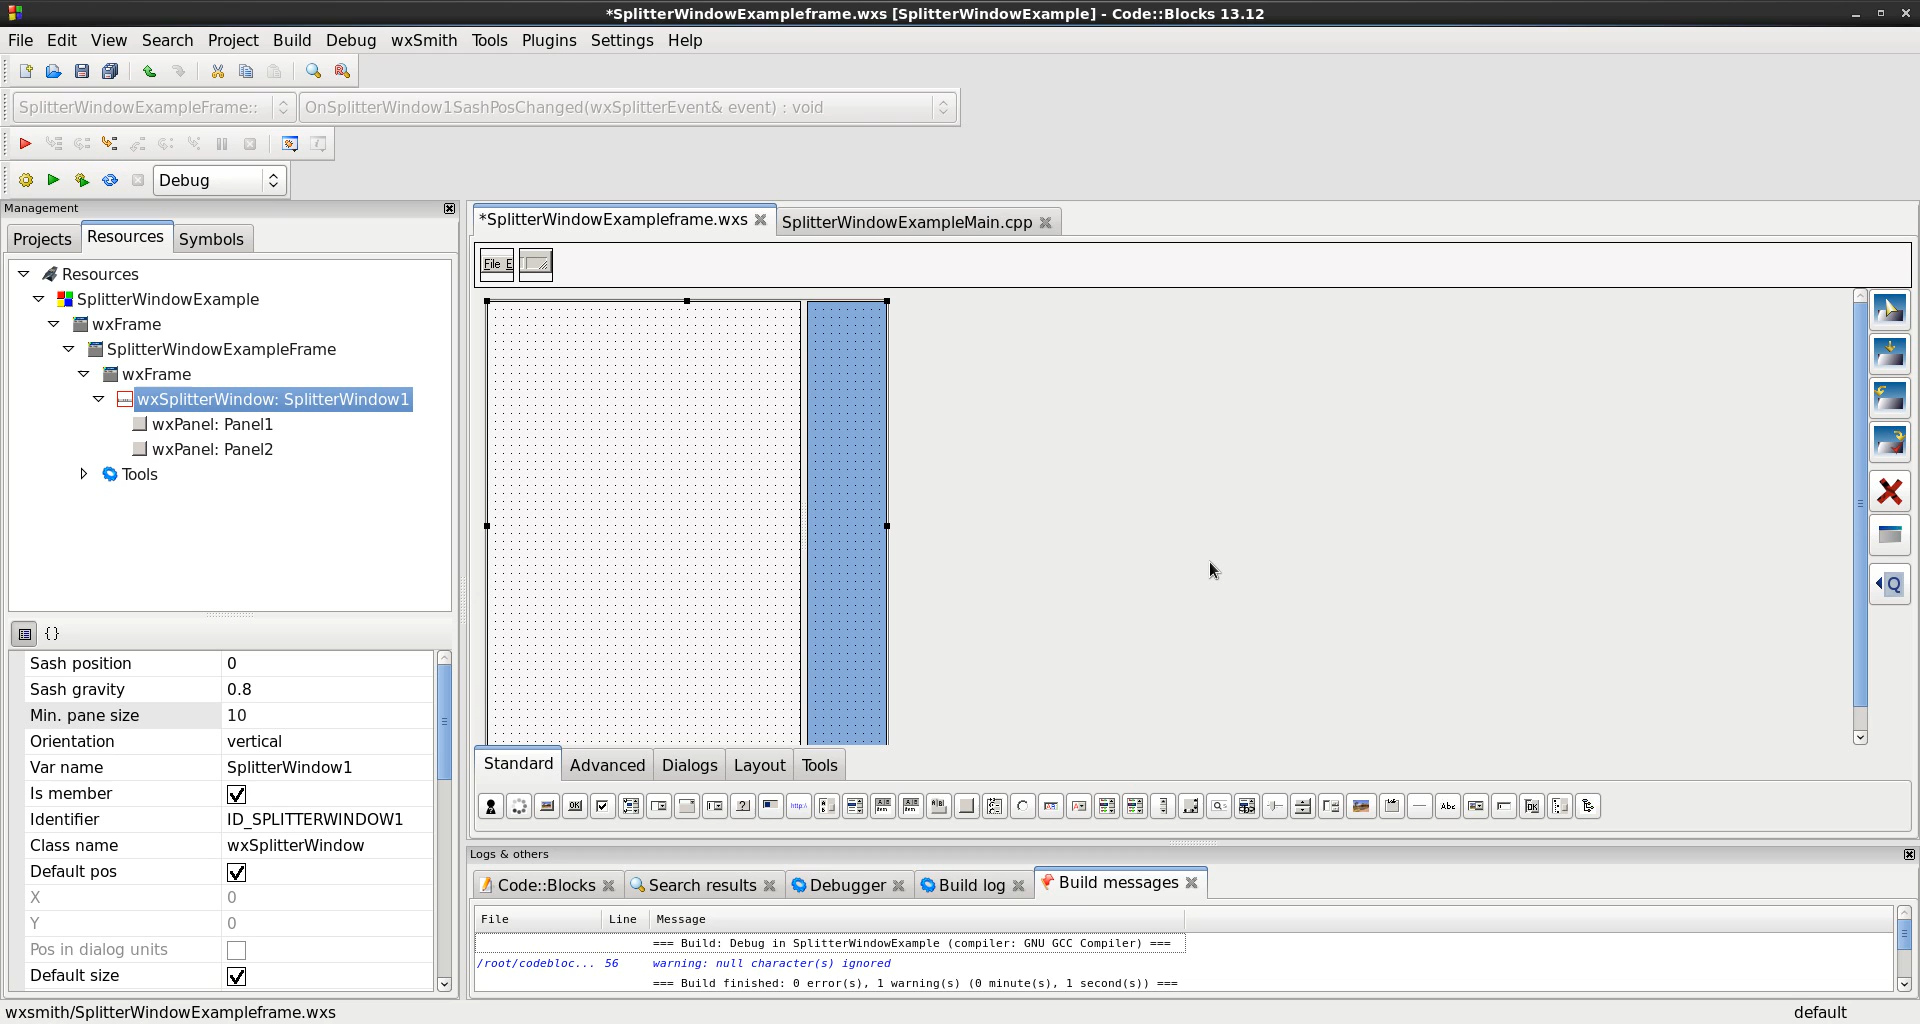 *SplitterWindowExampleframe.wxs [SplitterWindowExample] - Code::Blocks 13.12
File Edit View Search Project Build Debug wxSmith Tools Plugins Settings Help
SplitterWindowExampleFrame:: OnSplitterWindow1SashPosChanged(wxSplitterEvent& event) : void
Debug
Management
Projects Resources Symbols
Resources
SplitterWindowExample
wxFrame
SplitterWindowExampleFrame
wxFrame
wxSplitterWindow: SplitterWindow1
wxPanel: Panel1
wxPanel: Panel2
Tools
{}
Sash position 0
Sash gravity 0.8
Min. pane size 10
Orientation vertical
Var name SplitterWindow1
Is member
Identifier ID_SPLITTERWINDOW1
Class name wxSplitterWindow
Default pos
X 0
Y 0
Pos in dialog units
Default size
*SplitterWindowExampleframe.wxs SplitterWindowExampleMain.cpp
File E
Q
Standard Advanced Dialogs Layout Tools
Logs & others
Code::Blocks Search results Debugger Build log Build messages
File Line Message
=== Build: Debug in SplitterWindowExample (compiler: GNU GCC Compiler) ===
/root/codebloc... 56 warning: null character(s) ignored
=== Build finished: 0 error(s), 1 warning(s) (0 minute(s), 1 second(s)) ===
wxsmith/SplitterWindowExampleframe.wxs default